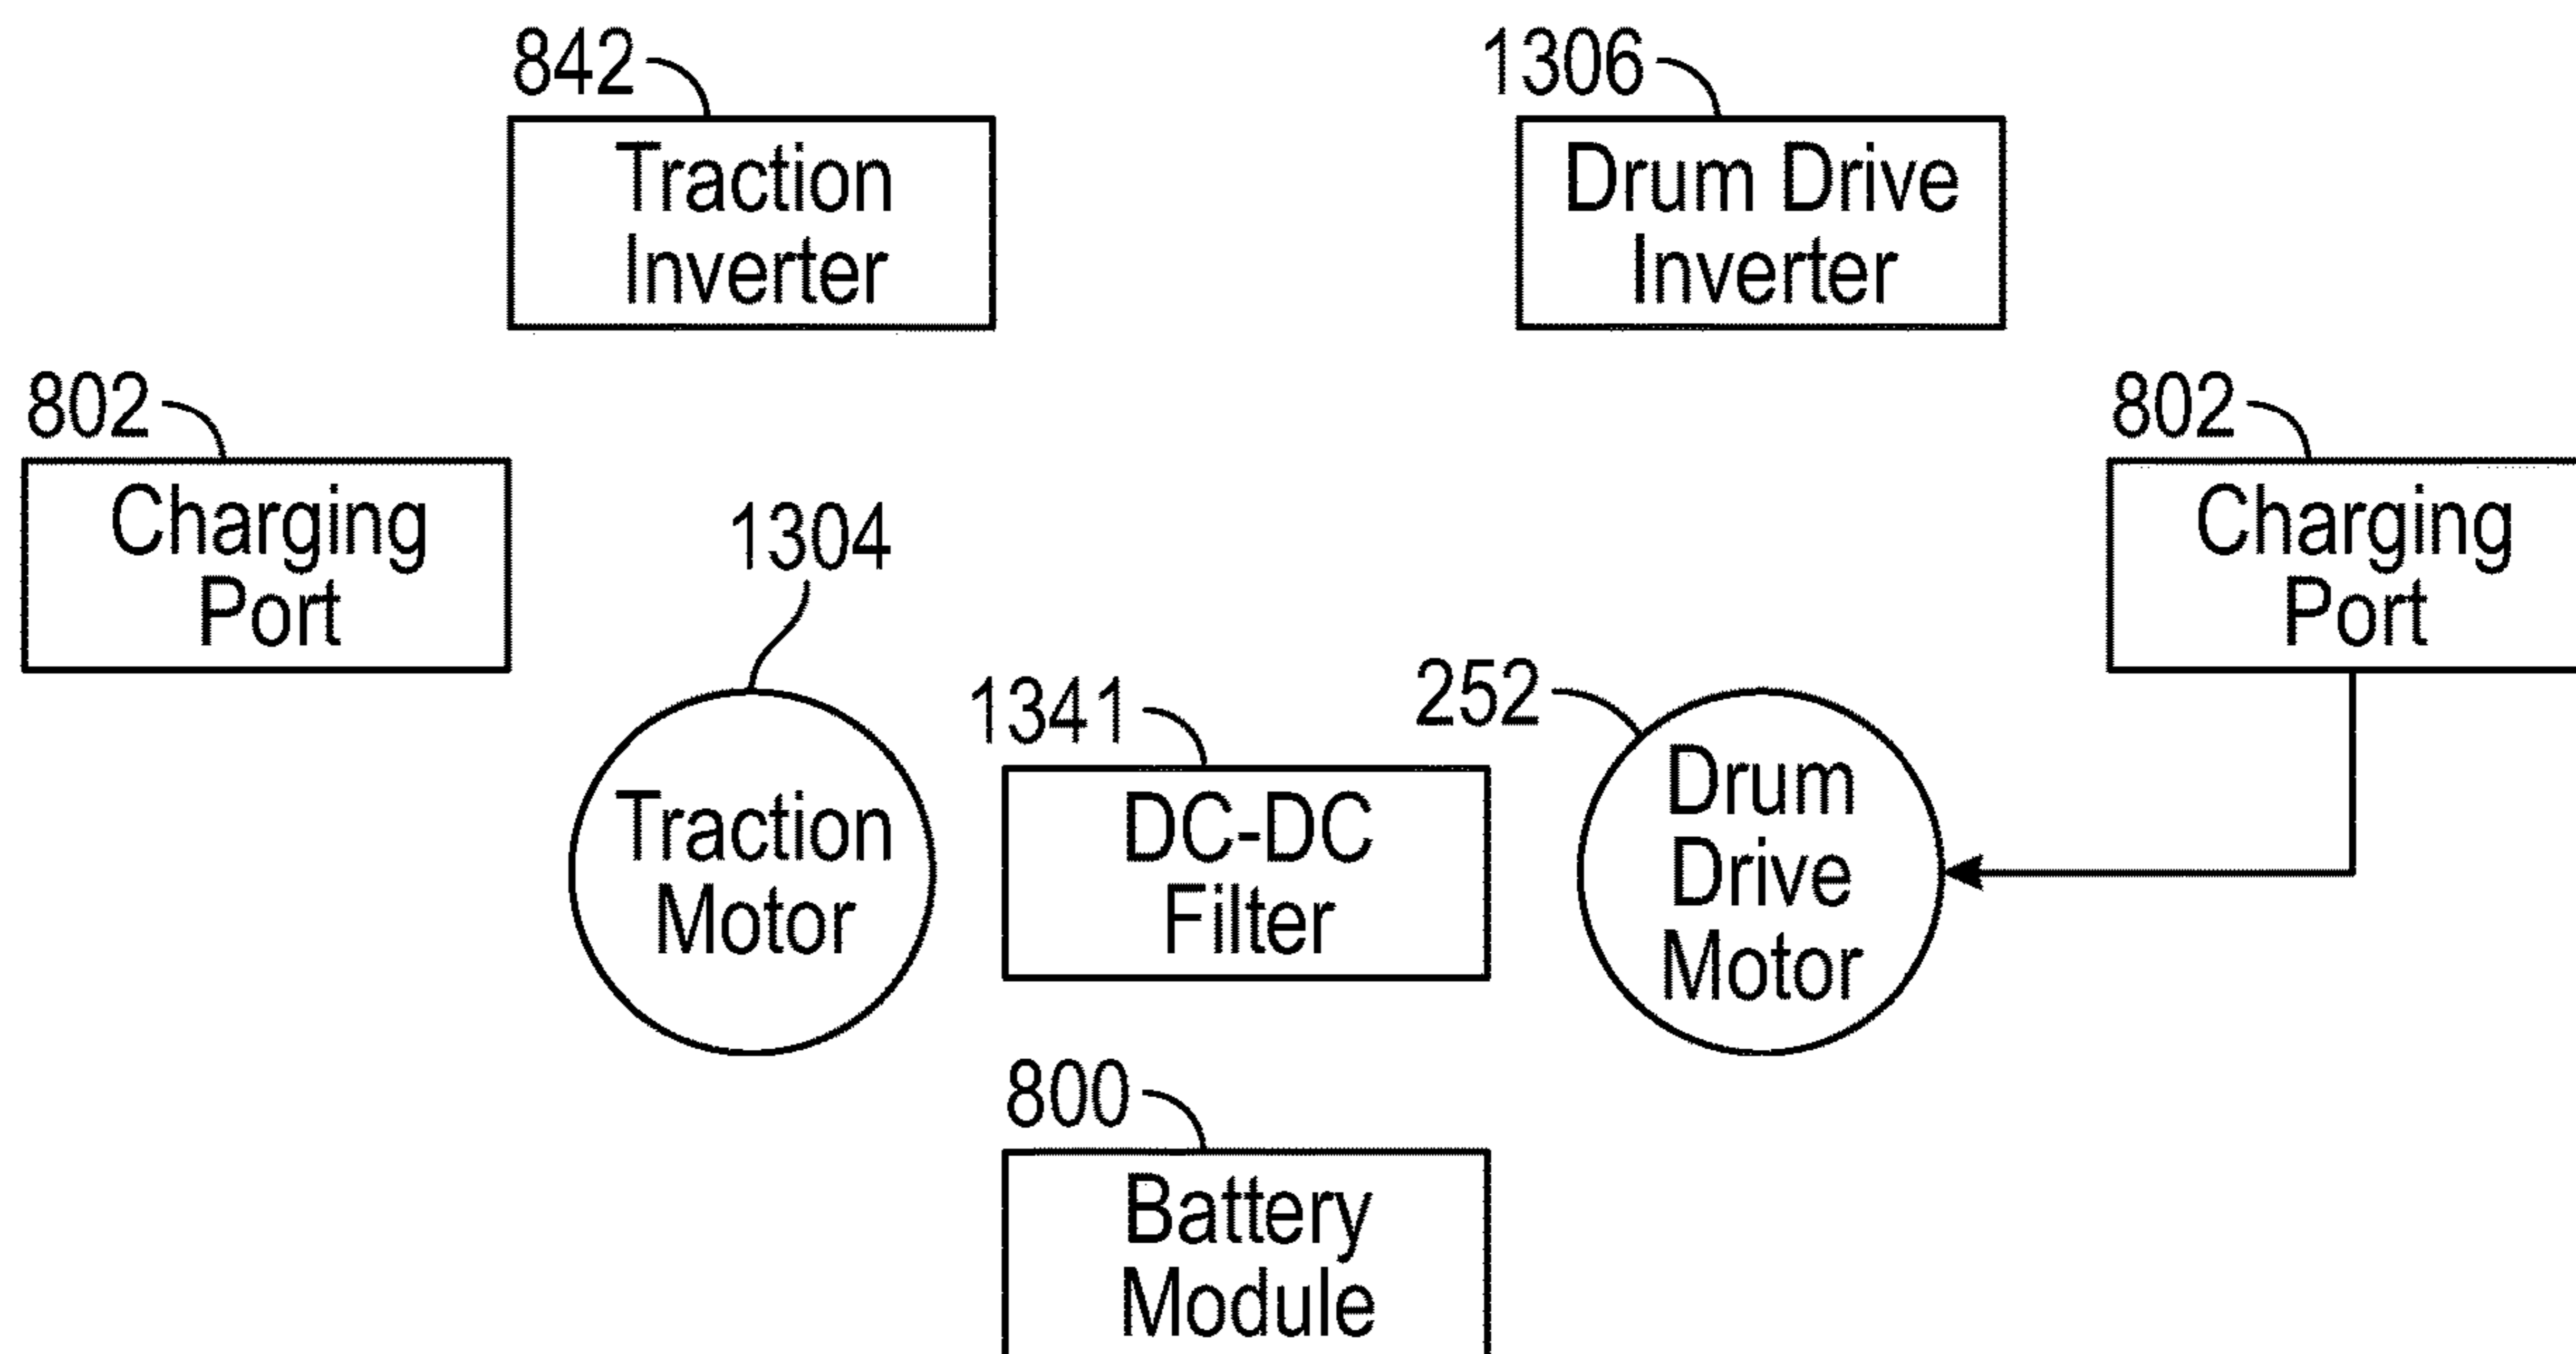 842
Traction
Inverter
1306
Drum Drive
Inverter
802
Charging
Port
802
Charging
Port
1304
Traction
Motor
1341
DC-DC
Filter
252
Drum
Drive
Motor
800
Battery
Module